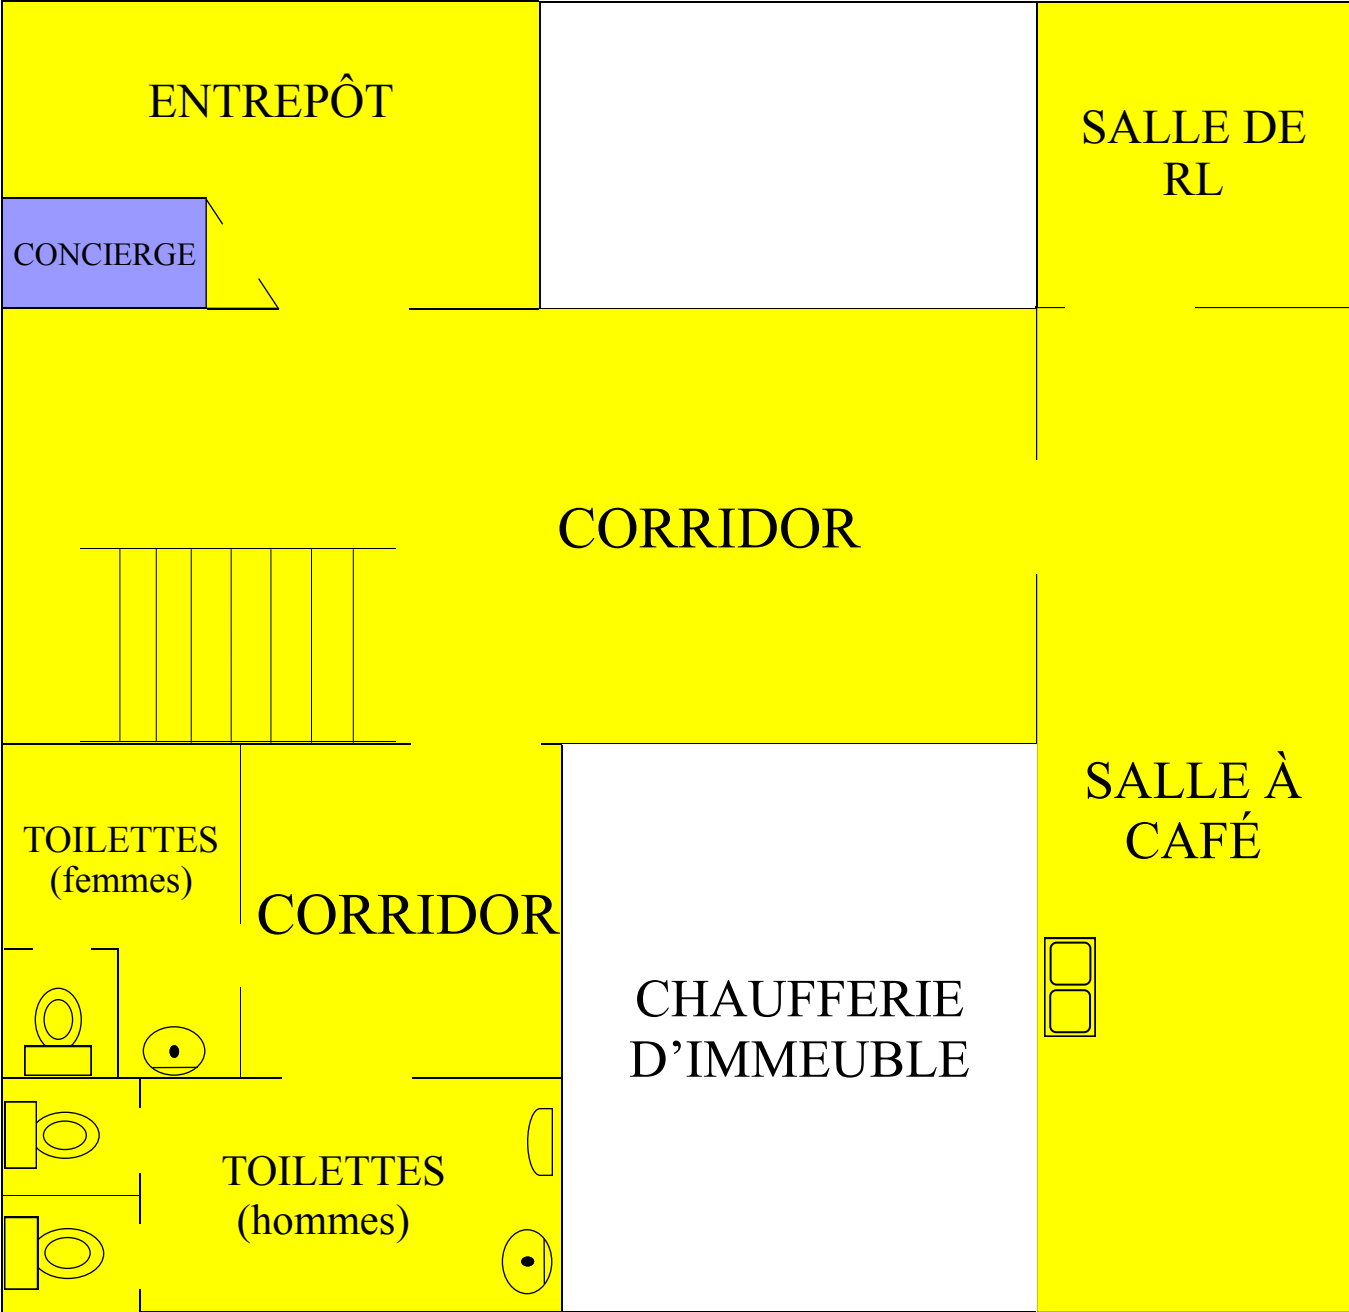 ENTREPÔT
SALLE DE
RL
CONCIERGE
CORRIDOR
SALLE À
CAFÉ
TOILETTES
(femmes)
CORRIDOR
CHAUFFERIE
D’IMMEUBLE
TOILETTES
(hommes)